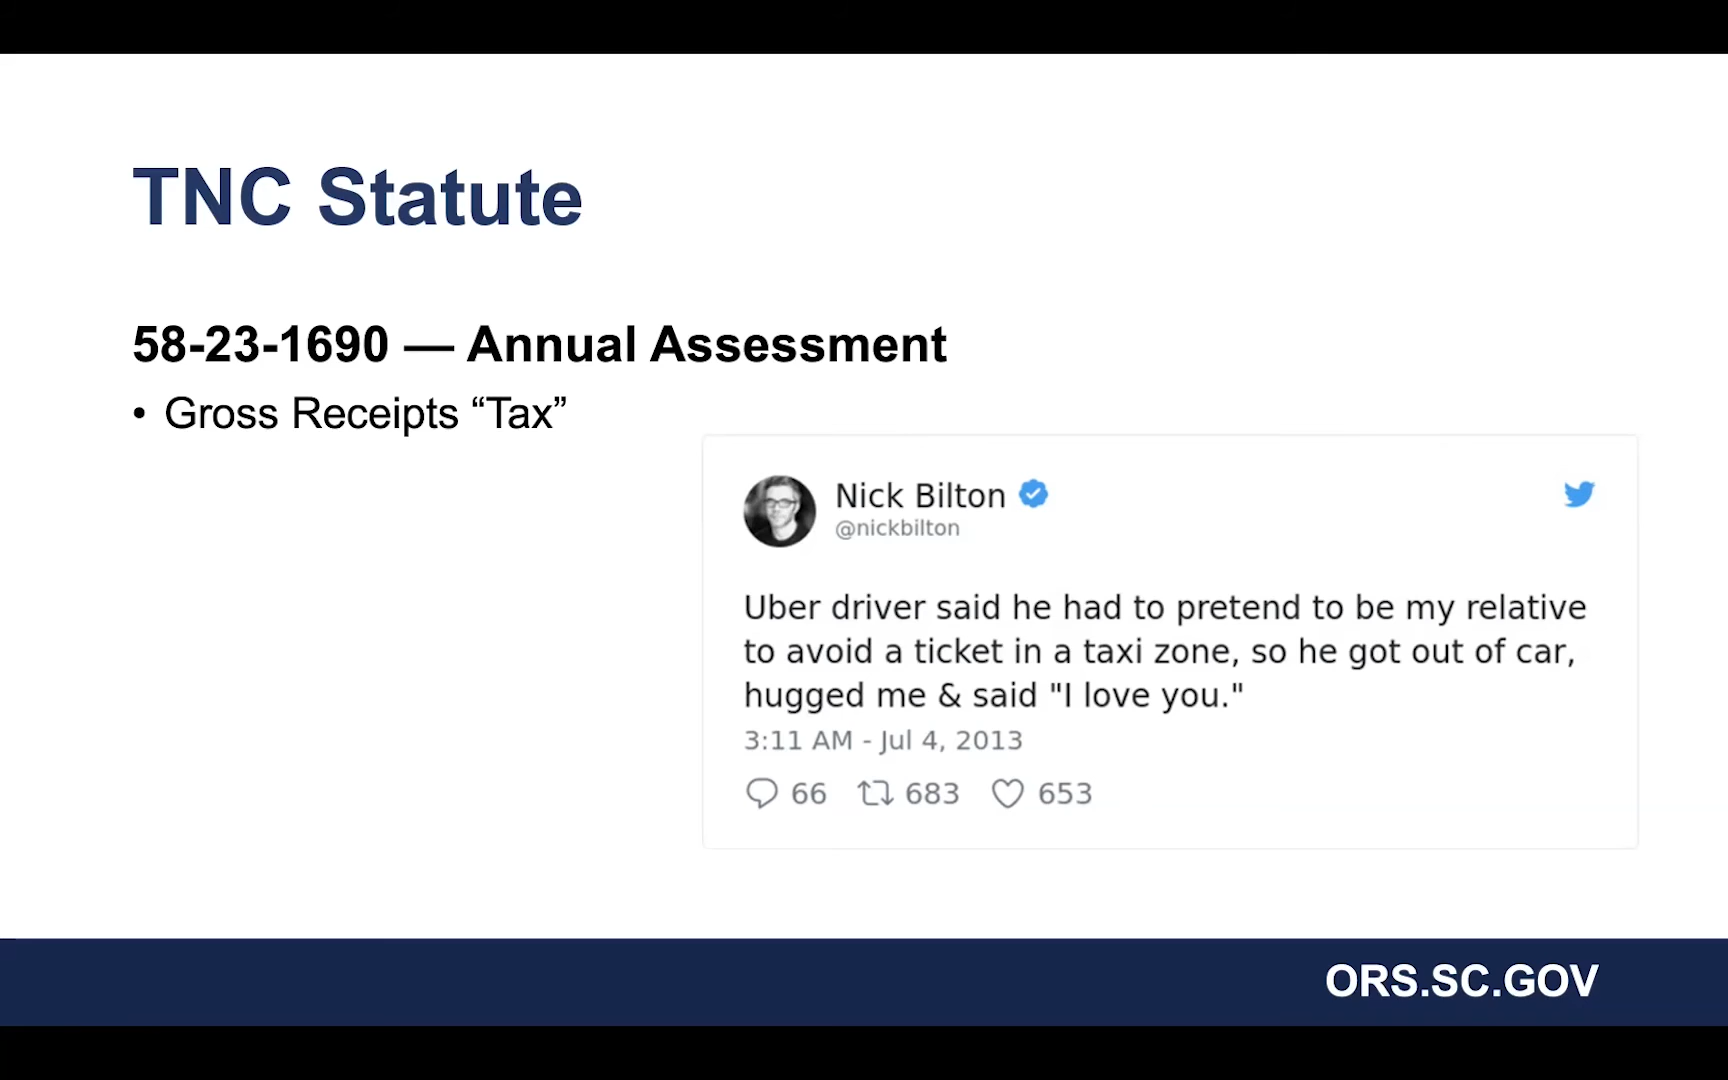 TNC Statute
58-23-1690 — Annual Assessment
• Gross Receipts “Tax”
Nick Bilton
@nickbilton
Uber driver said he had to pretend to be my relative
to avoid a ticket in a taxi zone, so he got out of car,
hugged me & said "I love you."
3:11 AM - Jul 4, 2013
66 683 653
ORS.SC.GOV